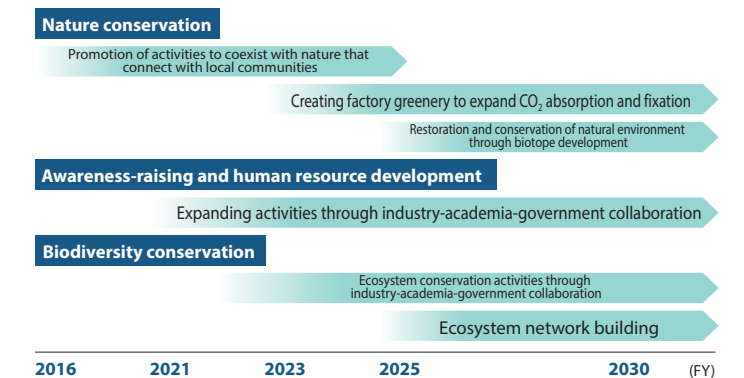 Nature conservation
Promotion of activities to coexist with nature that
connect with local communities
Creating factory greenery to expand CO₂ absorption and fixation
Restoration and conservation of natural environment
through biotope development
Awareness-raising and human resource development
Expanding activities through industry-academia-government collaboration
Biodiversity conservation
Ecosystem conservation activities through
industry-academia-government collaboration
Ecosystem network building
2016 2021 2023 2025 2030 (FY)